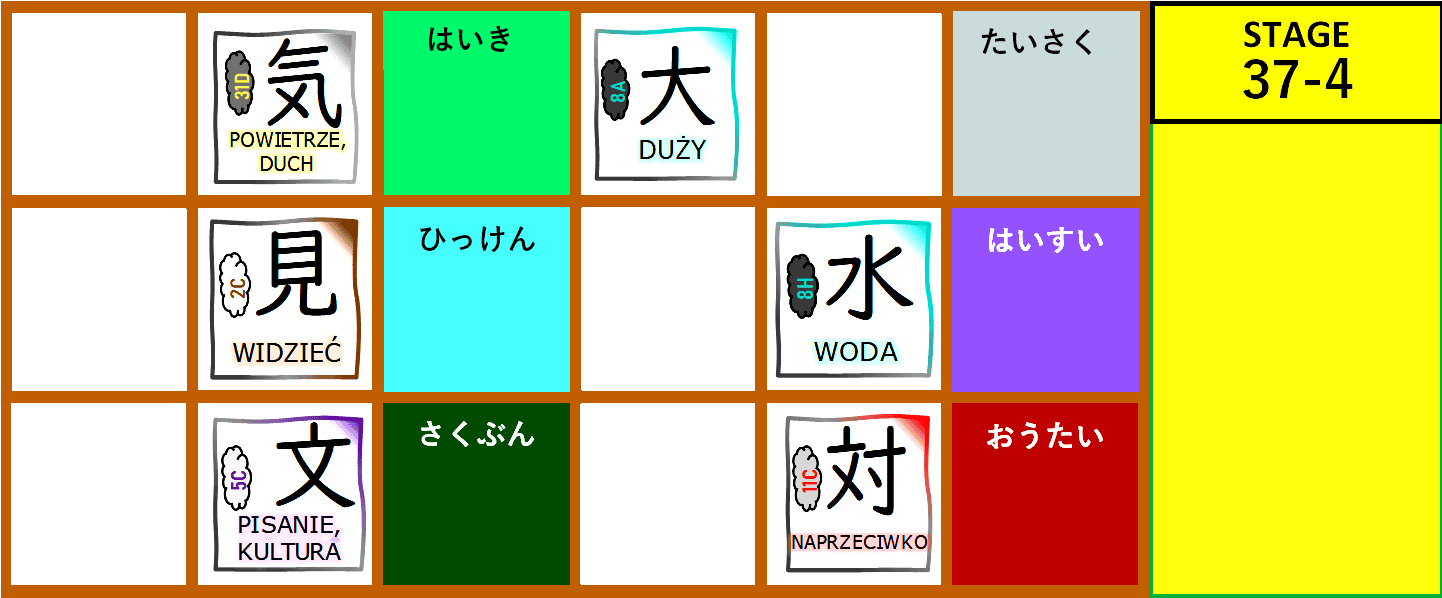 はいき
たいさく
STAGE
37-4
31D
気
POWIETRZE,
DUCH
8A
大
DUŻY
ひっけん
はいすい
2C
見
WIDZIEĆ
8H
水
WODA
さくぶん
おうたい
5C
文
PISANIE,
KULTURA
11C
対
NAPRZECIWKO